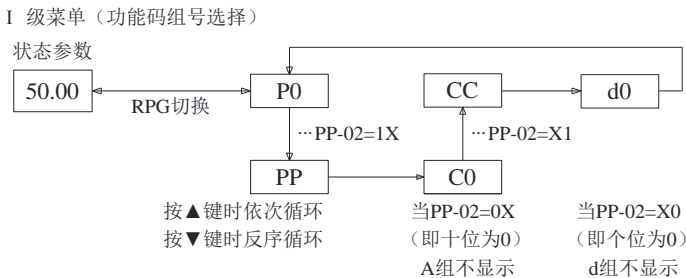 I 级菜单（功能码组号选择）
状态参数
50.00
RPG切换
P0
CC
d0
…PP-02=1X
…PP-02=X1
PP
C0
按▲键时依次循环
按▼键时反序循环
当PP-02=0X
（即十位为0）
A组不显示
当PP-02=X0
（即个位为0）
d组不显示